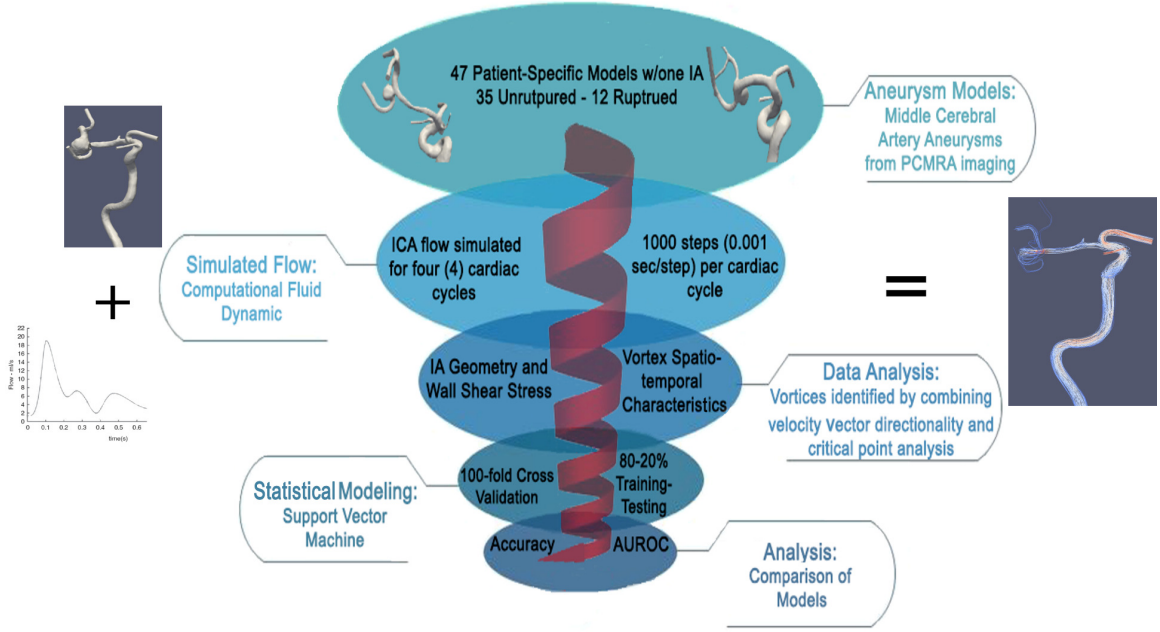 47 Patient-Specific Models w/one IA
35 Unrutpured - 12 Ruptrued
Aneurysm Models:
Middle Cerebral
Artery Aneurysms
from PCMRA imaging
ICA flow simulated
for four (4) cardiac
cycles
1000 steps (0.001
sec/step) per cardiac
cycle
Simulated Flow:
Computational Fluid
Dynamic
+
=
22
20
18
16
14
12
10
8
6
4
2
0
Flow - ml/s
0 0.1 0.2 0.3 0.4 0.5 0.6
time(s)
IA Geometry and
Wall Shear Stress
Vortex Spatio-
temporal
Characteristics
Data Analysis:
Vortices identified by combining
velocity vector directionality and
critical point analysis
Statistical Modeling:
Support Vector
Machine
100-fold Cross
Validation
80-20%
Training-
Testing
Accuracy
AUROC
Analysis:
Comparison of
Models